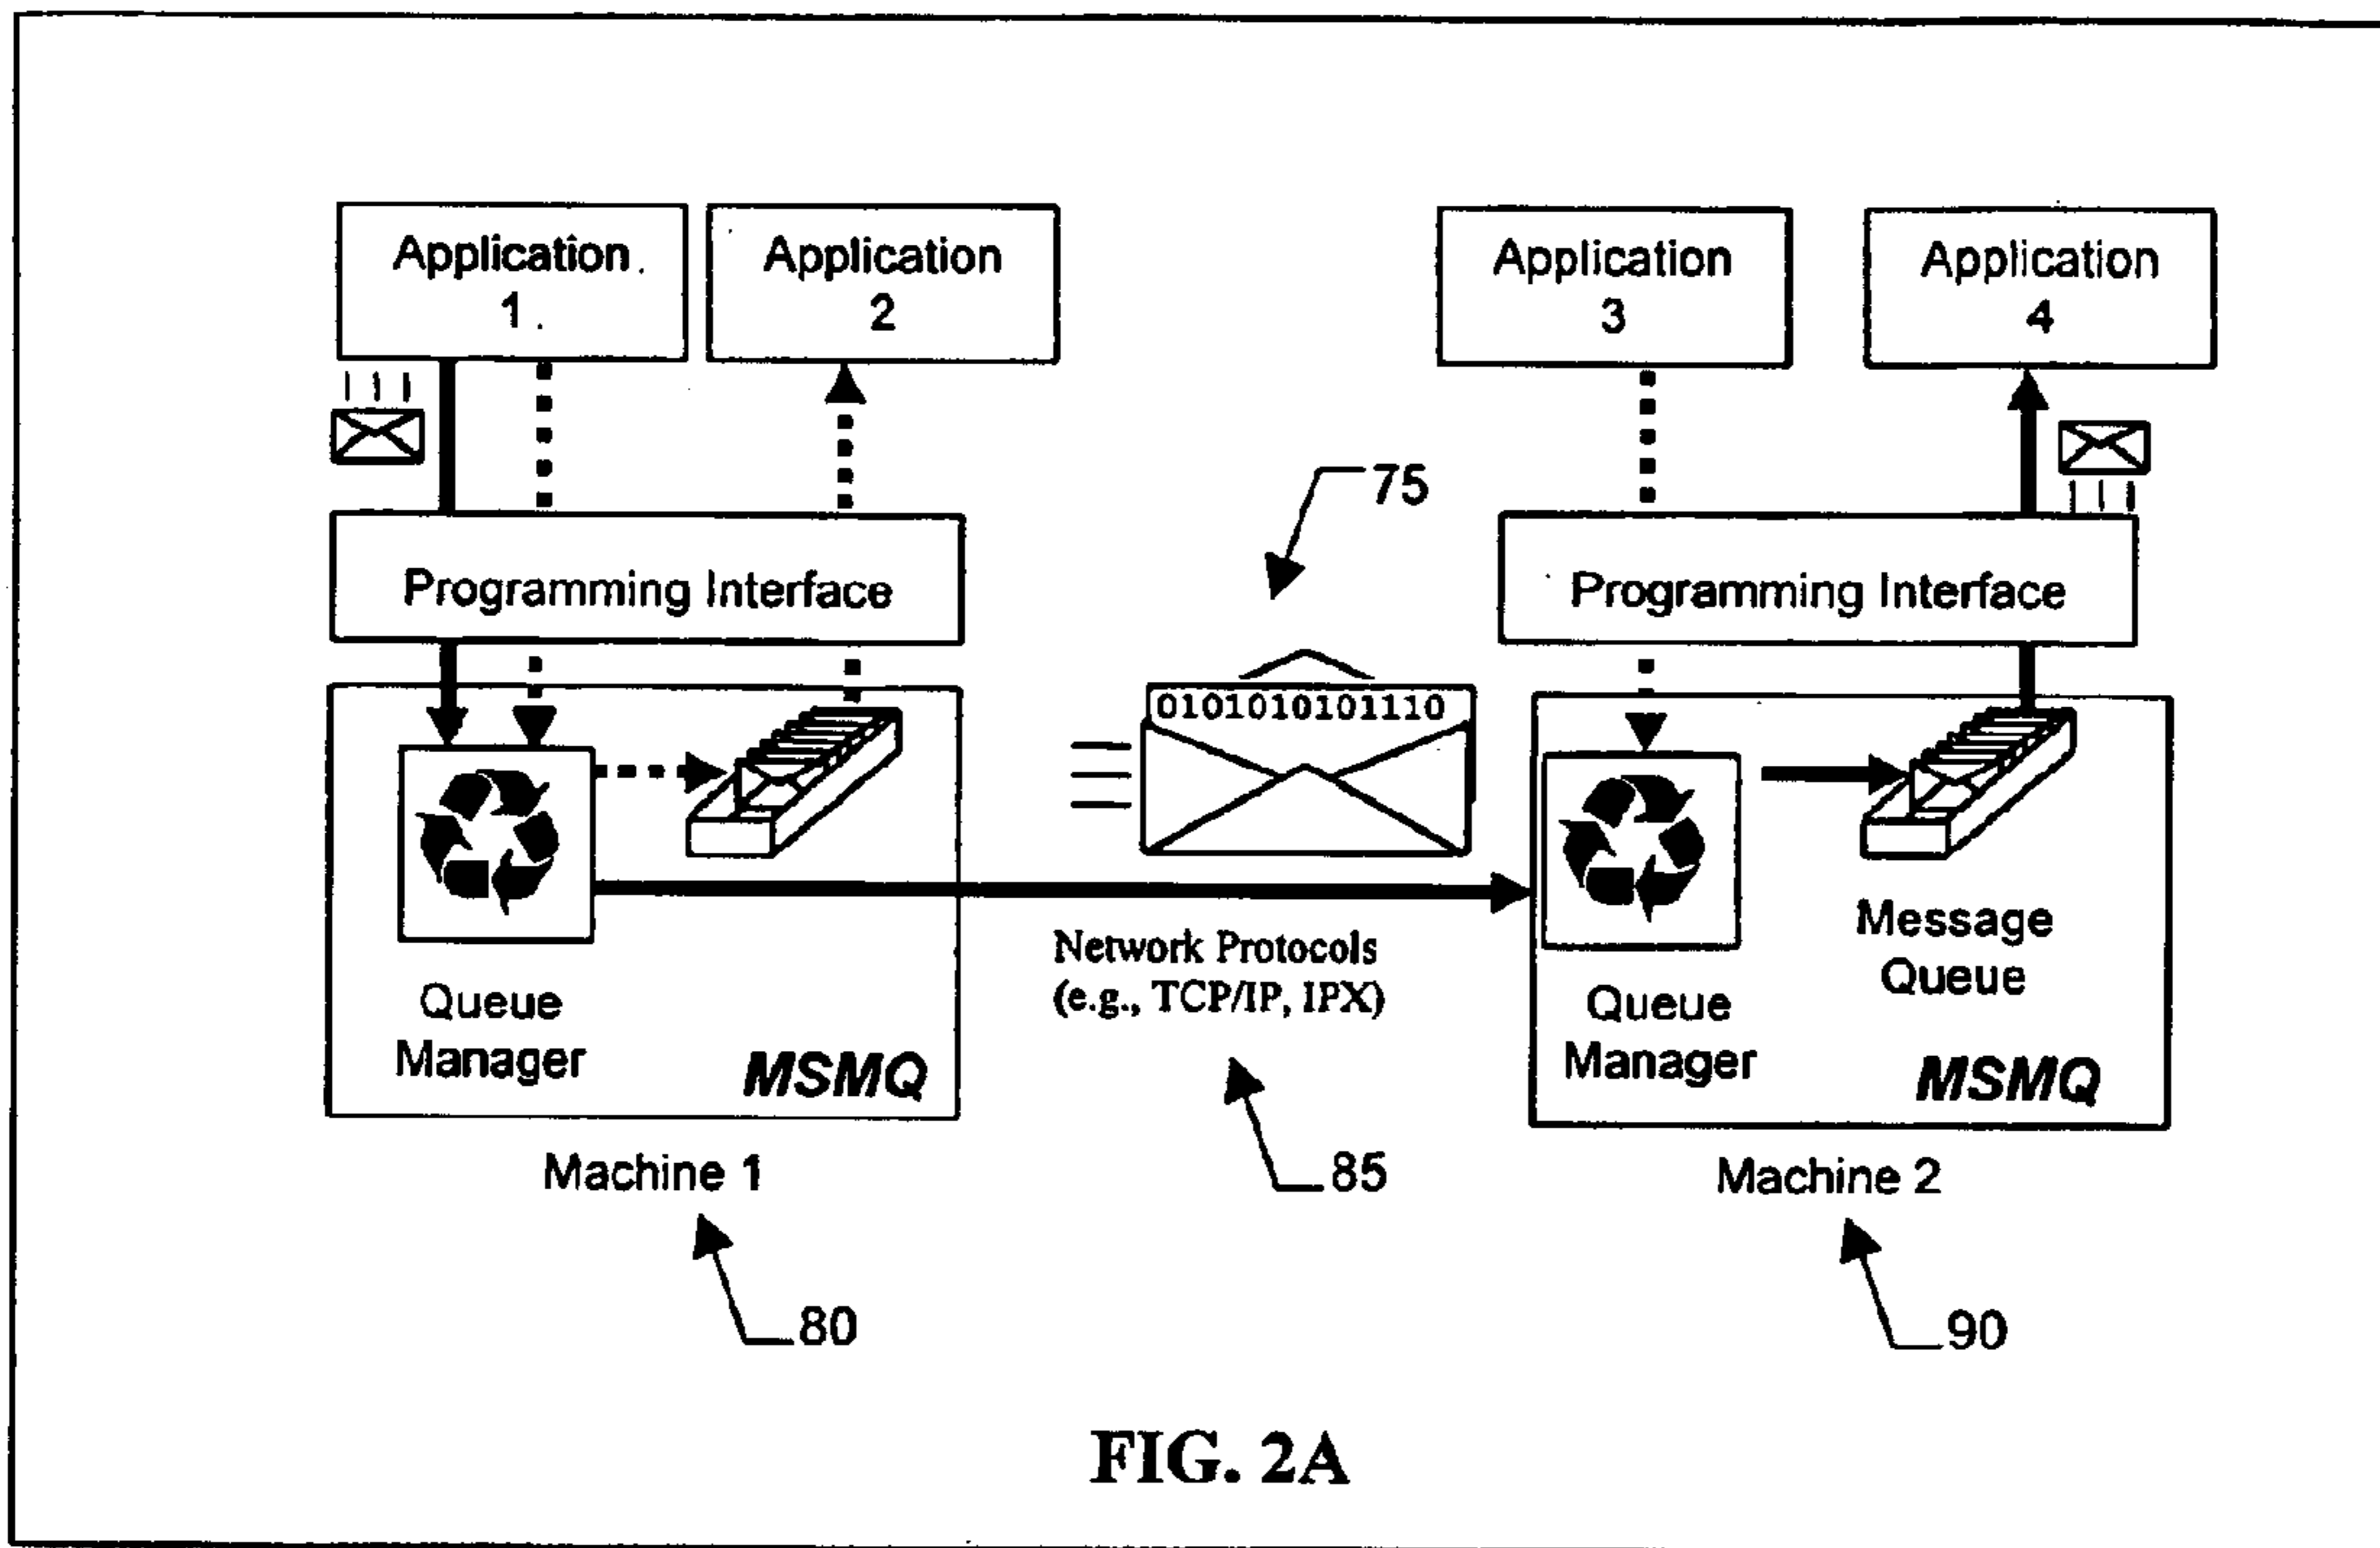 Application
1
Application
2
Application
3
Application
4
75
Programming Interface
Programming Interface
0101010101110
Network Protocols
(e.g., TCP/IP, IPX)
Queue
Manager
MSMQ
Message
Queue
Queue
Manager
MSMQ
Machine 1
85
Machine 2
80
90
FIG. 2A